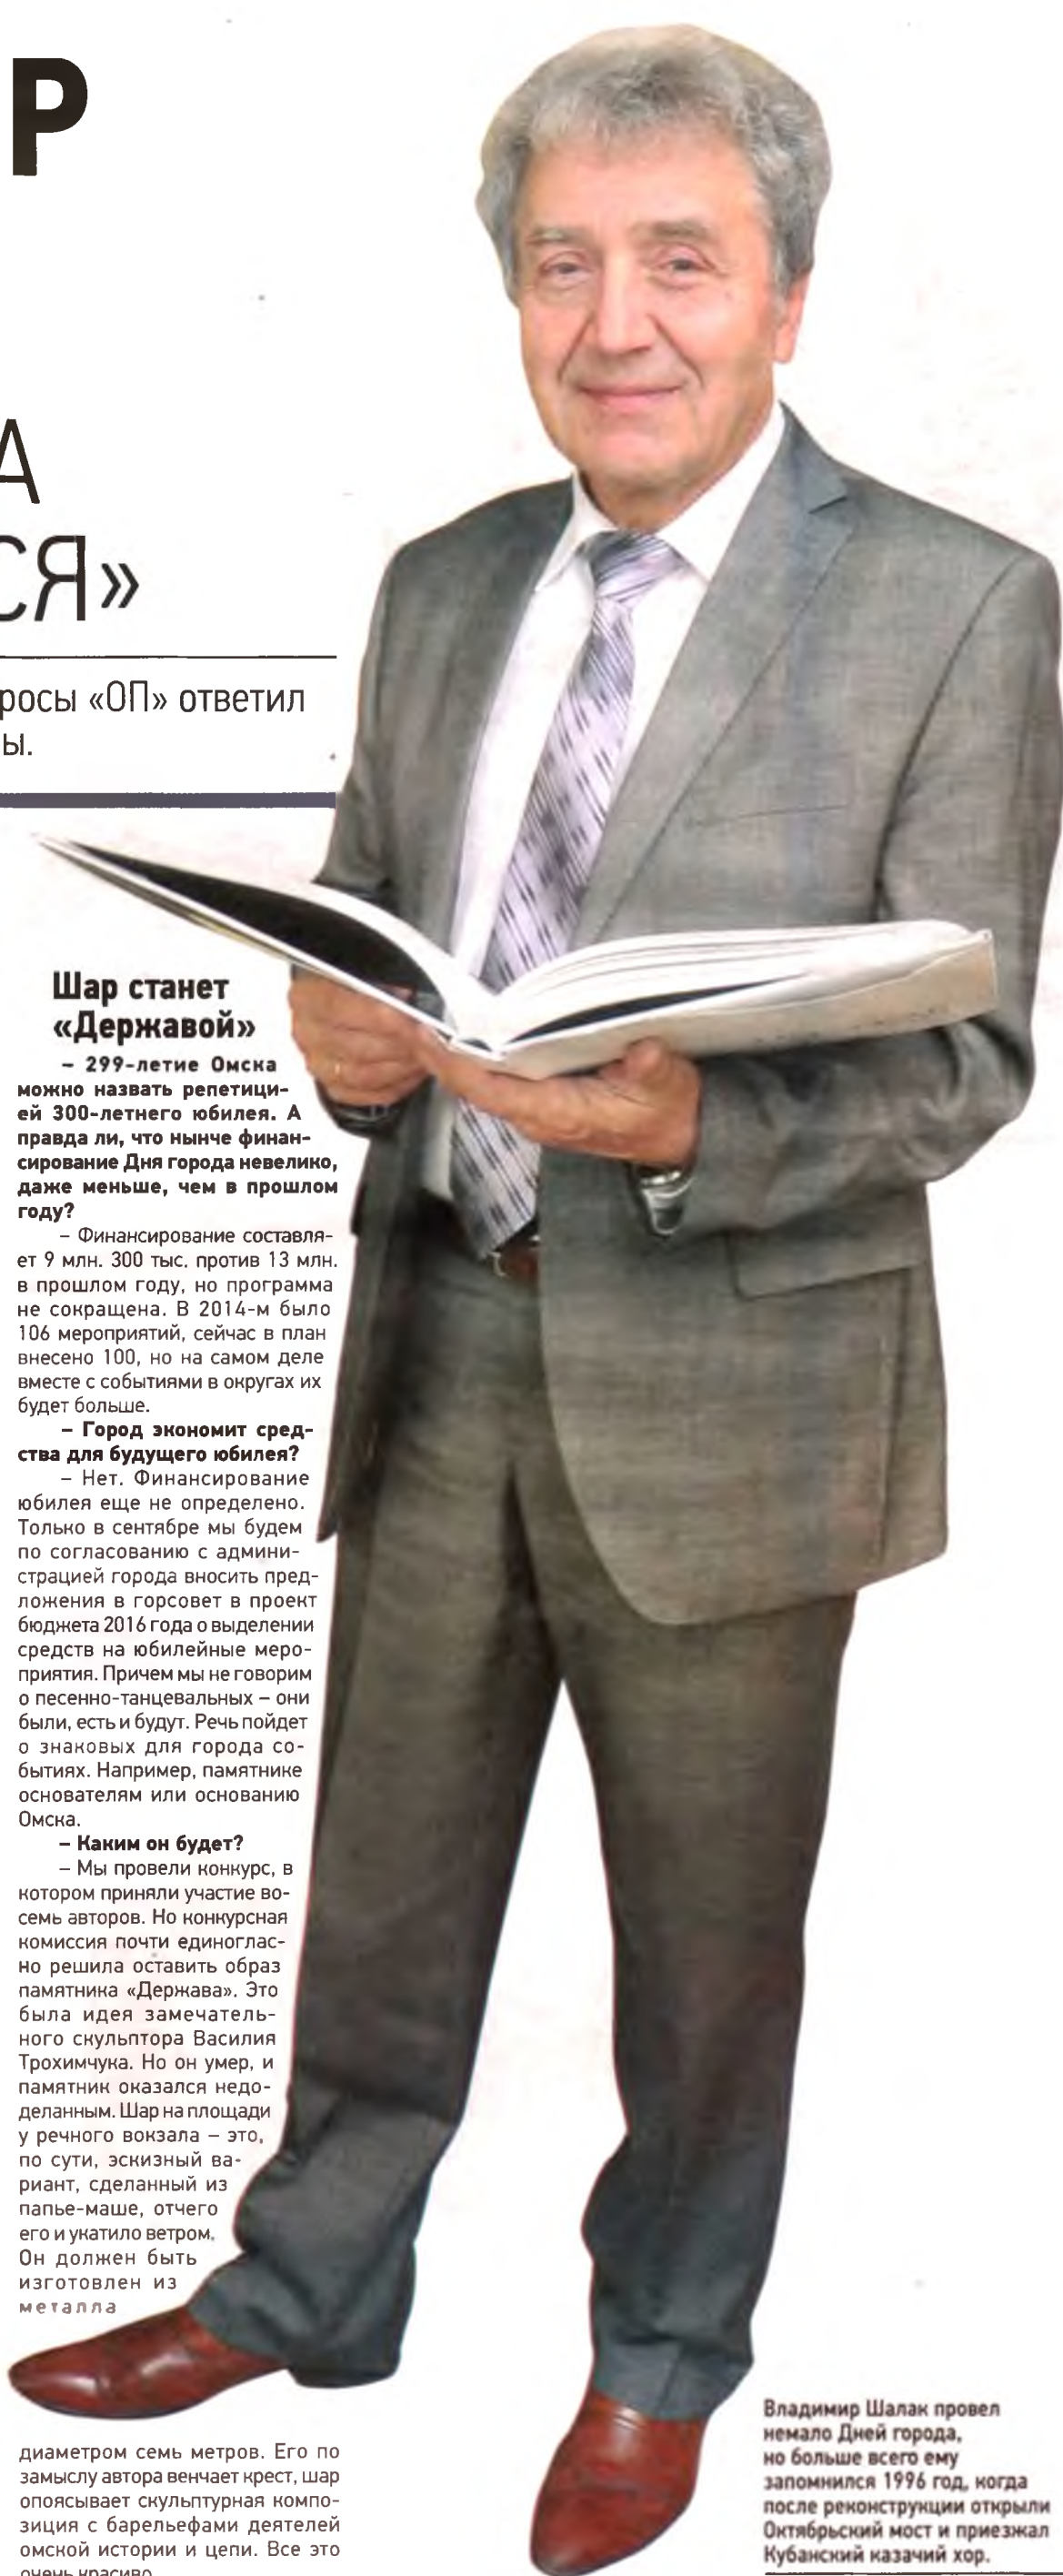 Р
А
СЯ»
росы «ОП» ответил
ы.
Шар станет
«Державой»
– 299-летие Омска
можно назвать репетици-
ей 300-летнего юбилея. А
правда ли, что нынче финан-
сирование Дня города невелико,
даже меньше, чем в прошлом
году?
– Финансирование составля-
ет 9 млн. 300 тыс. против 13 млн.
в прошлом году, но программа
не сокращена. В 2014-м было
106 мероприятий, сейчас в план
внесено 100, но на самом деле
вместе с событиями в округах их
будет больше.
– Город экономит сред-
ства для будущего юбилея?
– Нет. Финансирование
юбилея еще не определено.
Только в сентябре мы будем
по согласованию с админи-
страцией города вносить пред-
ложения в горсовет в проект
бюджета 2016 года о выделении
средств на юбилейные меро-
приятия. Причем мы не говорим
о песенно-танцевальных – они
были, есть и будут. Речь пойдет
о знаковых для города со-
бытиях. Например, памятнике
основателям или основанию
Омска.
– Каким он будет?
– Мы провели конкурс, в
котором приняли участие во-
семь авторов. Но конкурсная
комиссия почти единоглас-
но решила оставить образ
памятника «Держава». Это
была идея замечатель-
ного скульптора Василия
Трохимчука. Но он умер, и
памятник оказался недо-
деланным. Шар на площади
у речного вокзала – это,
по сути, эскизный ва-
риант, сделанный из
папье-маше, отчего
его и укатило ветром.
Он должен быть
изготовлен из
металла
диаметром семь метров. Его по
замыслу автора венчает крест, шар
опоясывает скульптурная компо-
зиция с барельефами деятелей
омской истории и цепи. Все это
очень красиво
Владимир Шалак провел
немало Дней города,
но больше всего ему
запомнился 1996 год, когда
после реконструкции открыли
Октябрьский мост и приезжал
Кубанский казачий хор.